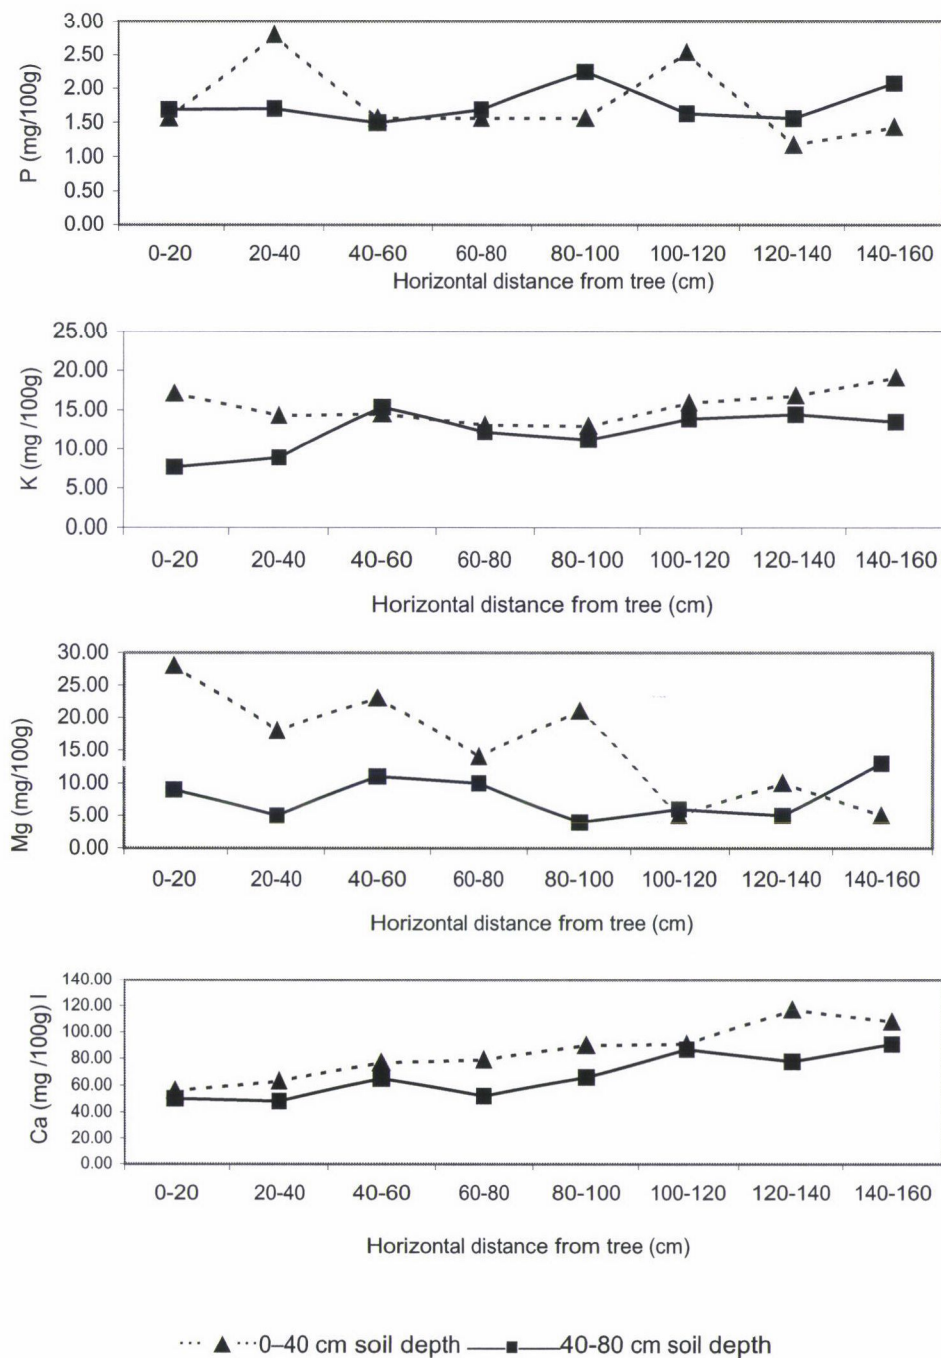 P (mg/100g)
3.00
2.50
2.00
1.50
1.00
0.50
0.00
0-20 20-40 40-60 60-80 80-100 100-120 120-140 140-160
Horizontal distance from tree (cm)
K (mg /100g)
25.00
20.00
15.00
10.00
5.00
0.00
0-20 20-40 40-60 60-80 80-100 100-120 120-140 140-160
Horizontal distance from tree (cm)
Mg (mg/100g)
30.00
25.00
20.00
15.00
10.00
5.00
0.00
0-20 20-40 40-60 60-80 80-100 100-120 120-140 140-160
Horizontal distance from tree (cm)
Ca (mg /100g) l
140.00
120.00
100.00
80.00
60.00
40.00
20.00
0.00
0-20 20-40 40-60 60-80 80-100 100-120 120-140 140-160
Horizontal distance from tree (cm)
0–40 cm soil depth 40-80 cm soil depth